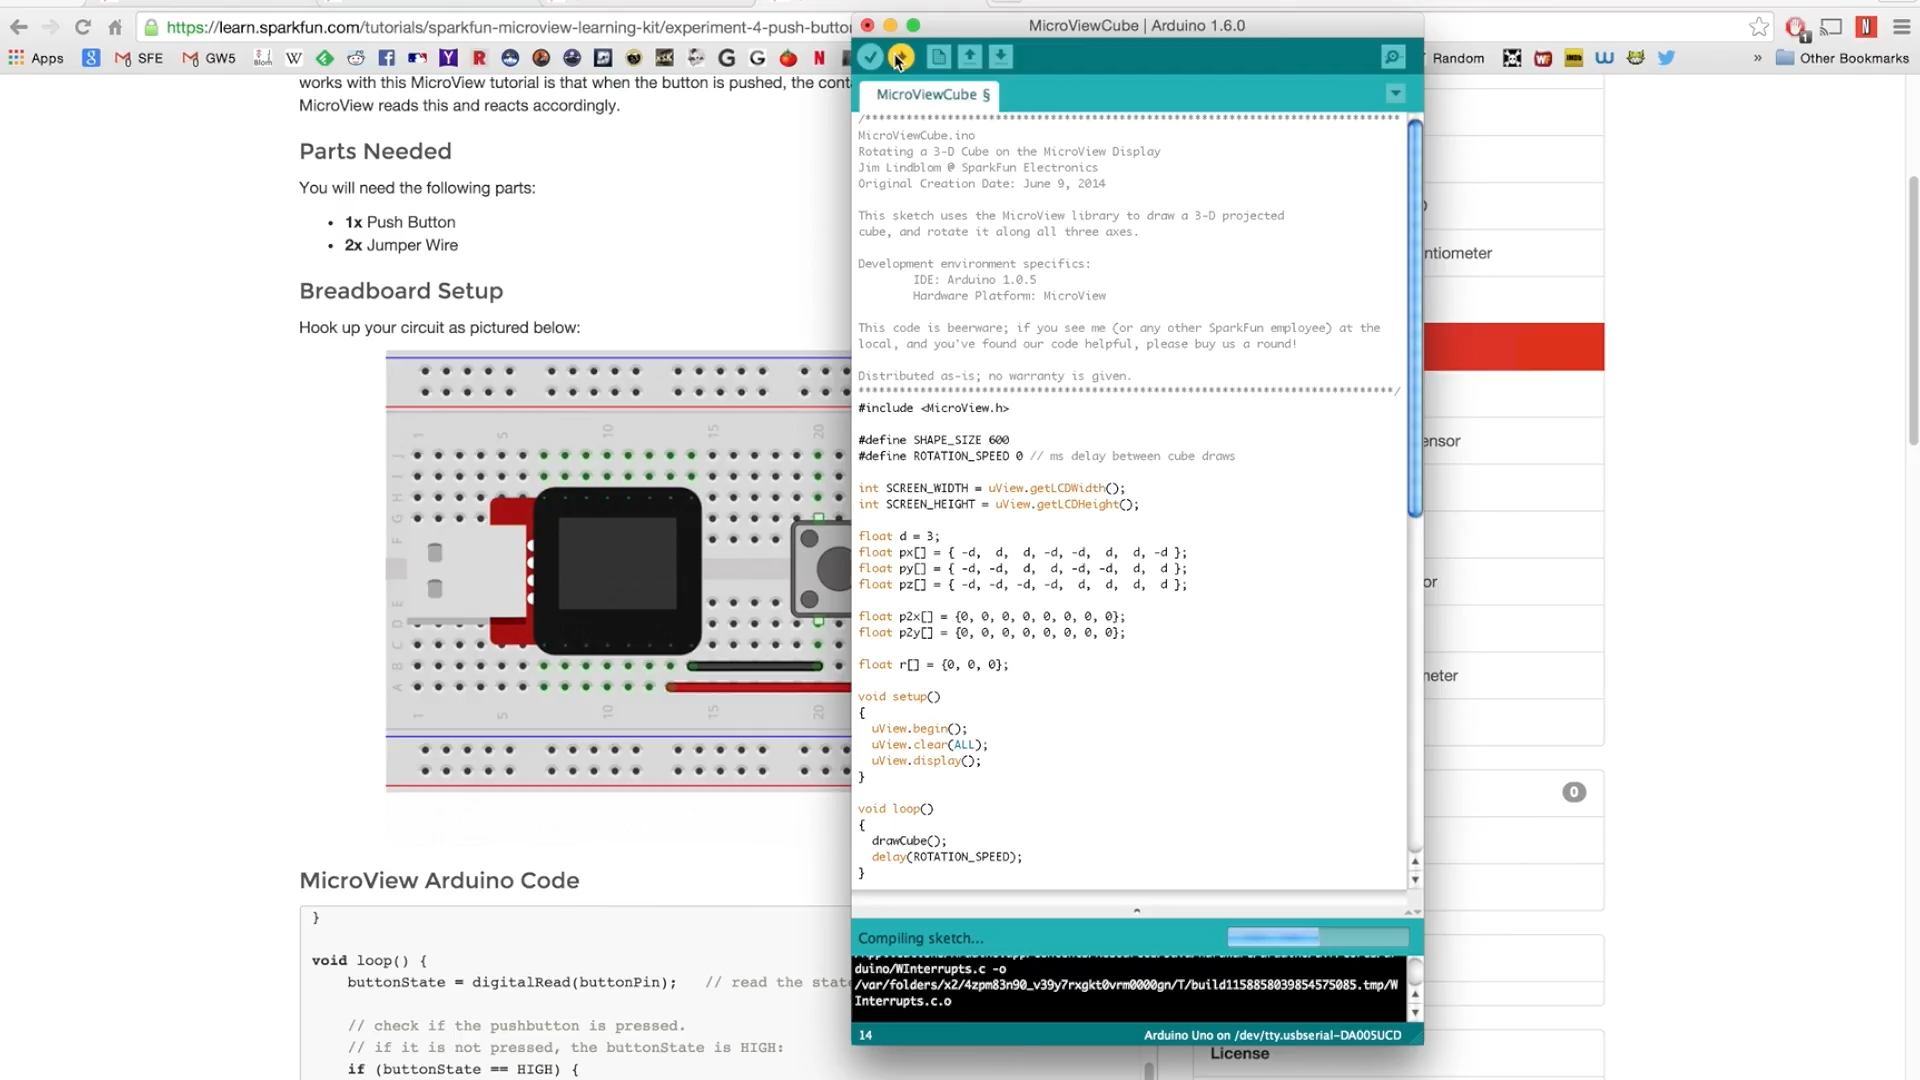 https://learn.sparkfun.com/tutorials/sparkfun-microview-learning-kit/experiment-4-push-butto
Apps
SFE
GW5
Random
»
Other Bookmarks
works with this MicroView tutorial is that when the button is pushed, the conta
MicroView reads this and reacts accordingly.
Parts Needed
You will need the following parts:
• 1x Push Button
• 2x Jumper Wire
Breadboard Setup
Hook up your circuit as pictured below:
1 5 10 15 20
J
I
H
G
F
E
D
C
B
A
1 5 10 15 20
MicroView Arduino Code
}
void loop() {
buttonState = digitalRead(buttonPin); // read the state
// check if the pushbutton is pressed.
// if it is not pressed, the buttonState is HIGH:
if (buttonState == HIGH) {
MicroViewCube | Arduino 1.6.0
MicroViewCube §
MicroViewCube.ino
Rotating a 3-D Cube on the MicroView Display
Jim Lindblom @ SparkFun Electronics
Original Creation Date: June 9, 2014
This sketch uses the MicroView library to draw a 3-D projected
cube, and rotate it along all three axes.
Development environment specifics:
IDE: Arduino 1.0.5
Hardware Platform: MicroView
This code is beerware; if you see me (or any other SparkFun employee) at the
local, and you've found our code helpful, please buy us a round!
Distributed as-is; no warranty is given.
#include <MicroView.h>
#define SHAPE_SIZE 600
#define ROTATION_SPEED 0 // ms delay between cube draws
int SCREEN_WIDTH = uView.getLCDWidth();
int SCREEN_HEIGHT = uView.getLCDHeight();
float d = 3;
float px[] = { -d, d, d, -d, -d, d, d, -d };
float py[] = { -d, -d, d, d, -d, -d, d, d };
float pz[] = { -d, -d, -d, -d, d, d, d, d };
float p2x[] = {0, 0, 0, 0, 0, 0, 0, 0};
float p2y[] = {0, 0, 0, 0, 0, 0, 0, 0};
float r[] = {0, 0, 0};
void setup()
{
uView.begin();
uView.clear(ALL);
uView.display();
}
void loop()
{
drawCube();
delay(ROTATION_SPEED);
}
Compiling sketch...
duino/WInterrupts.c -o
/var/folders/x2/4zpm83n90_v39y7rxgkt0vrm0000gn/T/build1158858039854575085.tmp/W
Interrupts.c.o
14
Arduino Uno on /dev/tty.usbserial-DA005UCD
ntiometer
ensor
or
meter
0
License